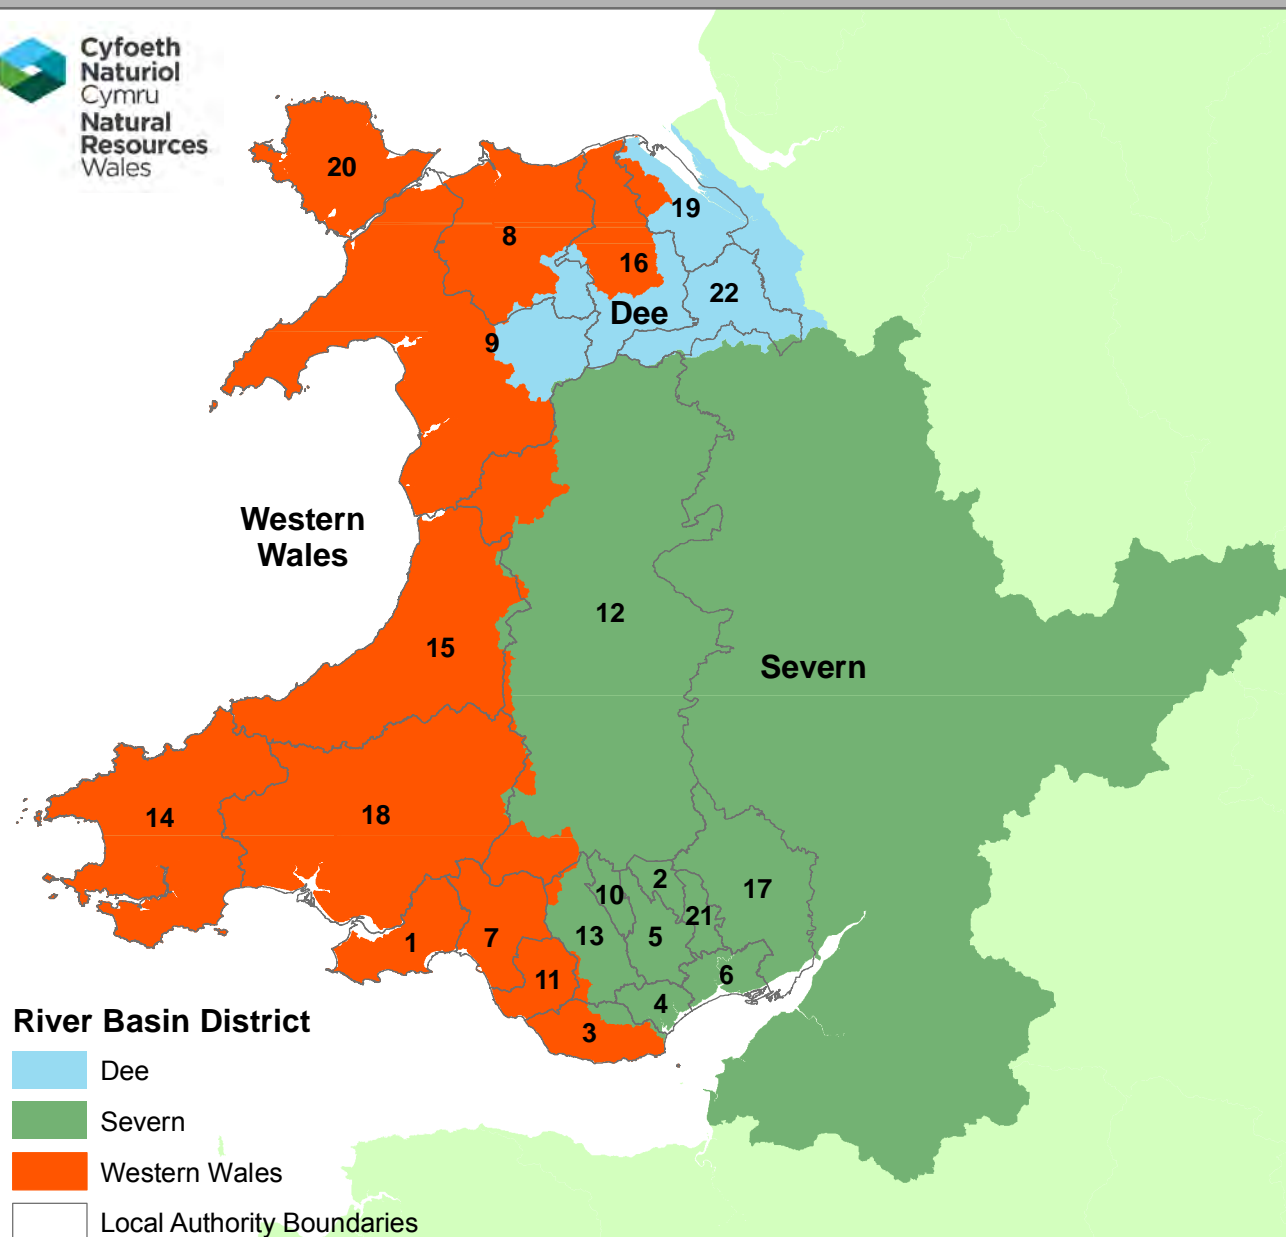 Cyfoeth
Naturiol
Cymru
Natural
Resources
Wales
20
19
8
16
22
Dee
9
Western
Wales
12
15
Severn
18
14
2
10
17
21
13
5
1
7
6
11
4
3
River Basin District
Dee
Severn
Western Wales
Local Authority Boundaries